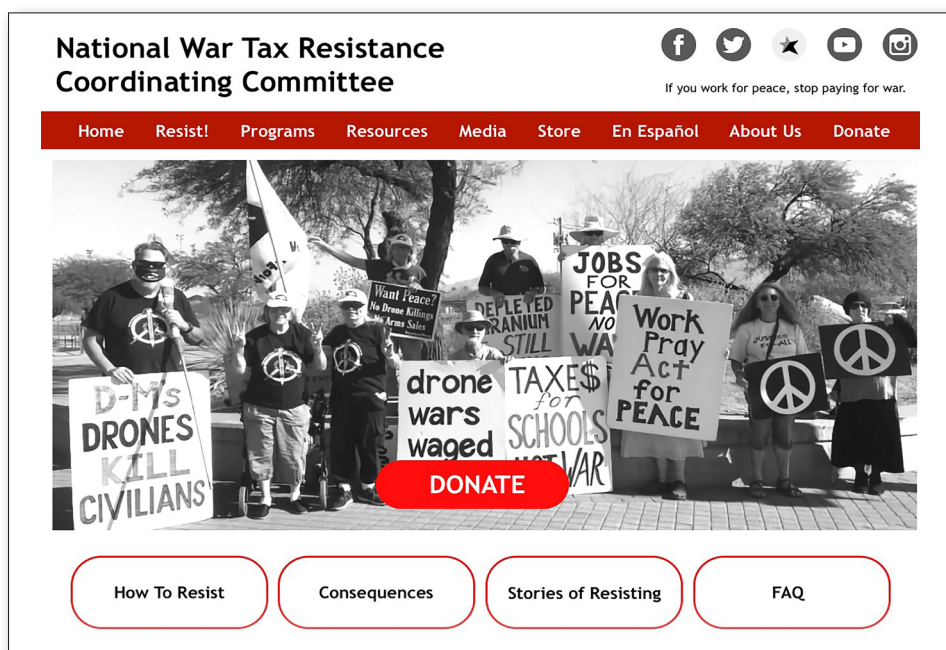 National War Tax Resistance
Coordinating Committee
If you work for peace, stop paying for war.
Home Resist! Programs Resources Media Store En Español About Us Donate
D-M's
DRONES
KILL
CIVILIANS
Want Peace?
No Drone Killings
No Arms Sales
DEPLETED
URANIUM
STILL
JOBS
FOR
PEAC
NO
WA
drone
wars
waged
TAXE$
for
SCHOOLS
NOT WAR
Work
Pray
Act
for
PEACE
DONATE
How To Resist
Consequences
Stories of Resisting
FAQ